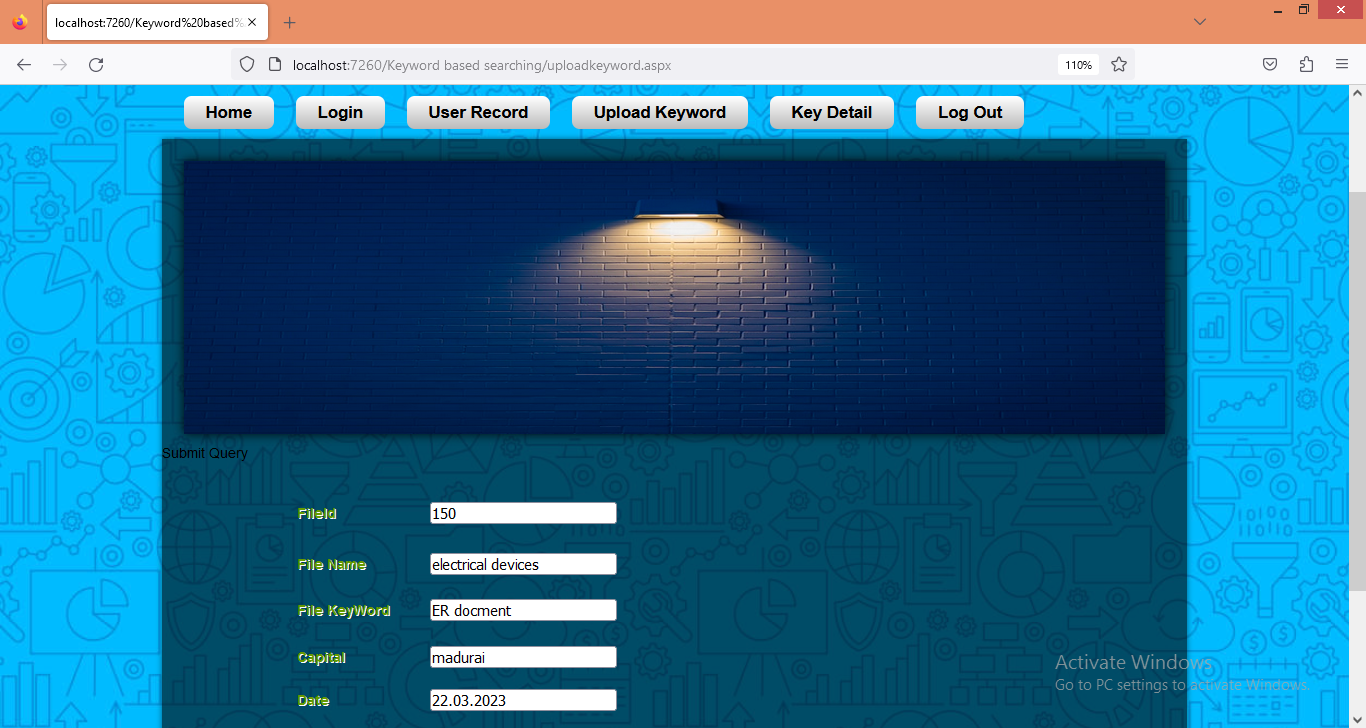 localhost:7260/Keyword%20based%
localhost:7260/Keyword based searching/uploadkeyword.aspx
110%
Home
Login
User Record
Upload Keyword
Key Detail
Log Out
Submit Query
FileId
150
File Name
electrical devices
File KeyWord
ER docment
Capital
madurai
Date
22.03.2023
Activate Windows
Go to PC settings to activate Windows.